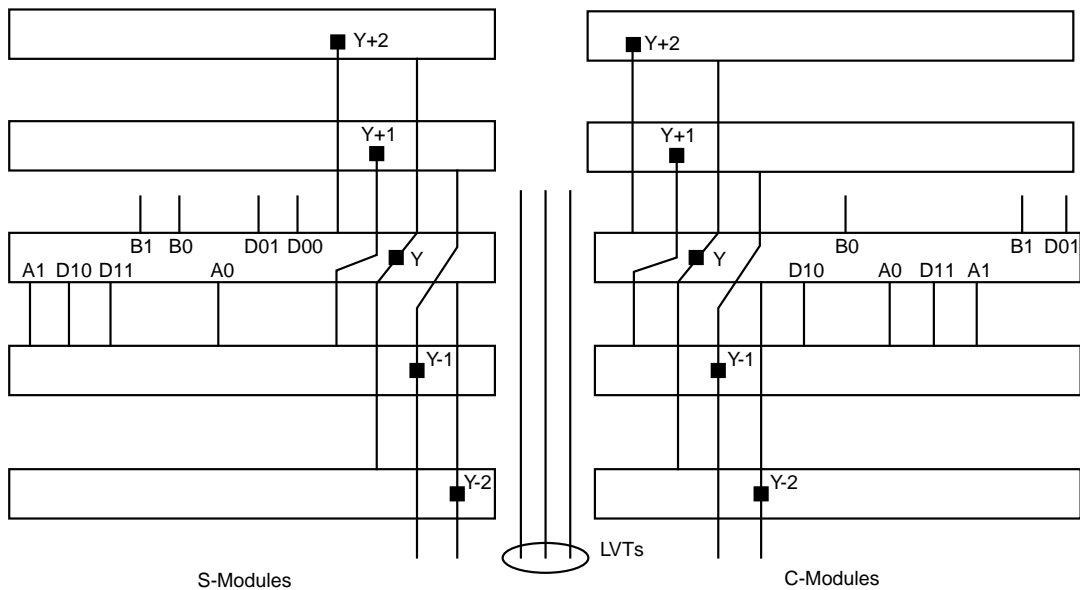 Y+2
Y+2
Y+1
Y+1
B1 B0 D01 D00
B0 B1 D01
Y
Y
A1 D10 D11 A0
D10 A0 D11 A1
Y-1
Y-1
Y-2
Y-2
LVTs
S-Modules
C-Modules